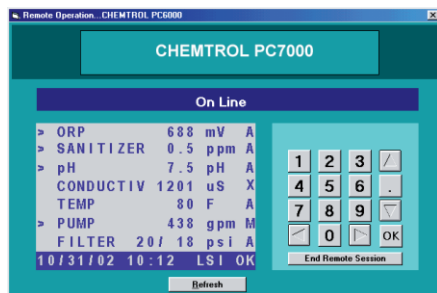 Remote Operation...CHEMTROL PC6000
CHEMTROL PC7000
On Line
> ORP 688 mV A
> SANITIZER 0.5 ppm A
> pH 7.5 pH A
CONDUCTIV 1201 uS X
TEMP 80 F A
> PUMP 438 gpm M
FILTER 20/ 18 psi A
10/31/02 10:12 LSI OK
1 2 3
4 5 6 .
7 8 9
0 OK
End Remote Session
Refresh